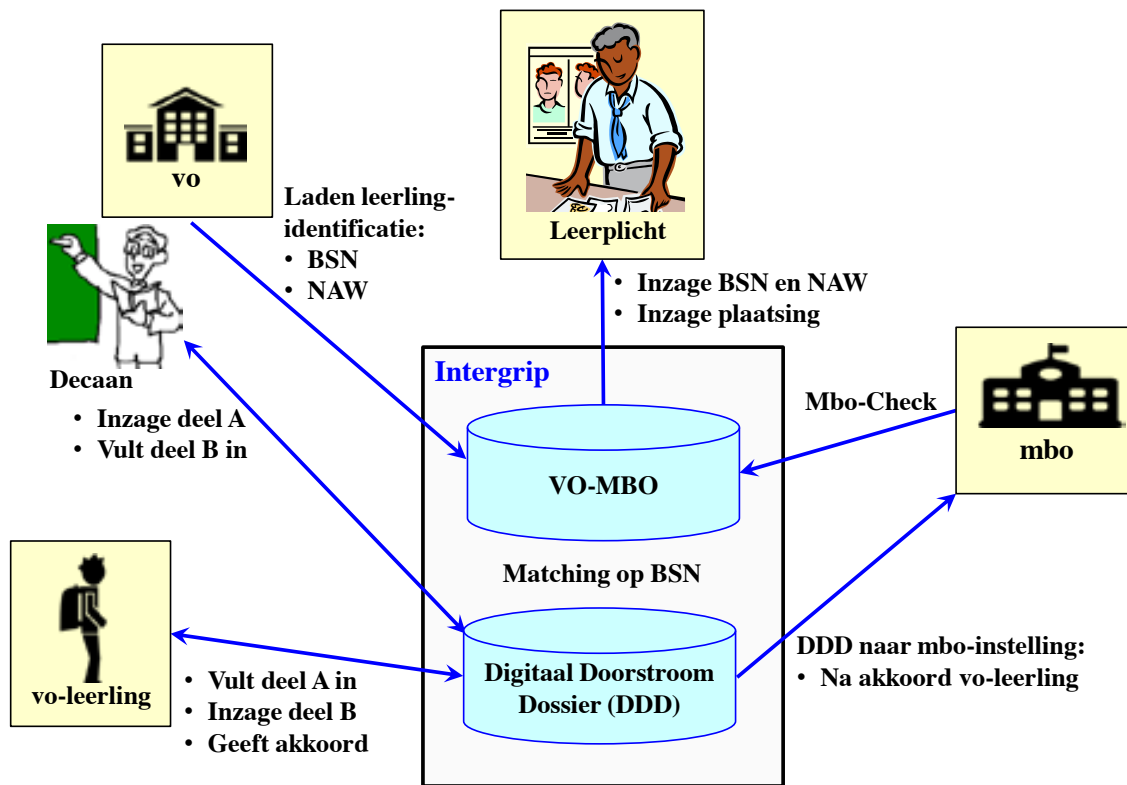 vo
Laden leerling-
identificatie:
• BSN
• NAW
Leerplicht
• Inzage BSN en NAW
• Inzage plaatsing
Decaan
• Inzage deel A
• Vult deel B in
Intergrip
VO-MBO
Mbo-Check
mbo
Matching op BSN
Digitaal Doorstroom
Dossier (DDD)
DDD naar mbo-instelling:
• Na akkoord vo-leerling
vo-leerling
• Vult deel A in
• Inzage deel B
• Geeft akkoord